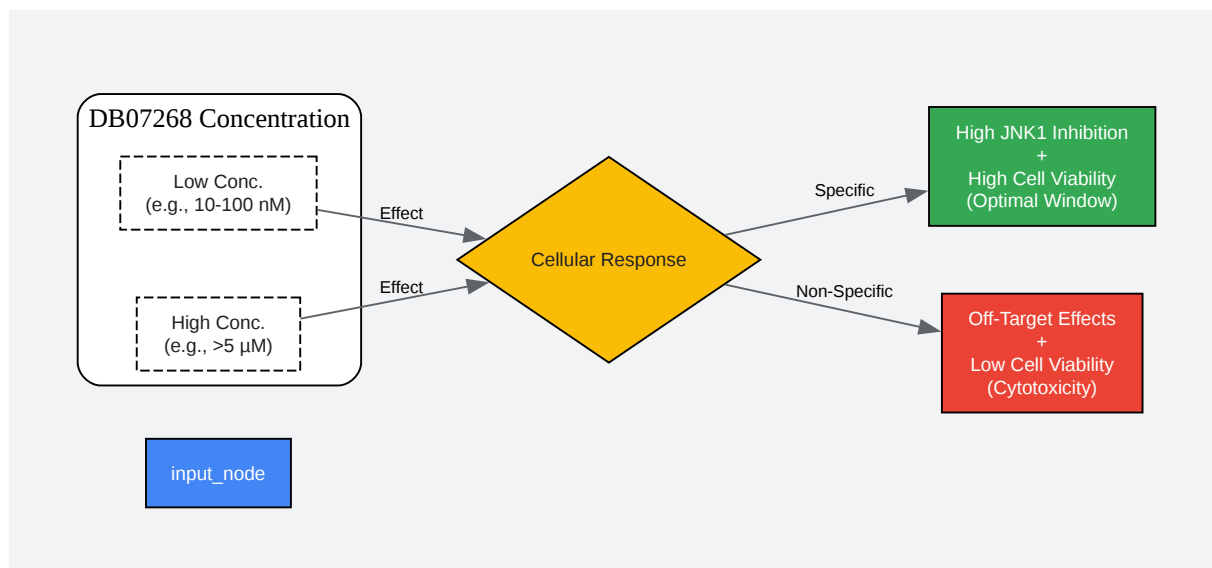 DB07268 Concentration
Low Conc.
(e.g., 10-100 nM)
High Conc.
(e.g., >5 µM)
input_node
Effect
Effect
Cellular Response
Specific
Non-Specific
High JNK1 Inhibition
+
High Cell Viability
(Optimal Window)
Off-Target Effects
+
Low Cell Viability
(Cytotoxicity)